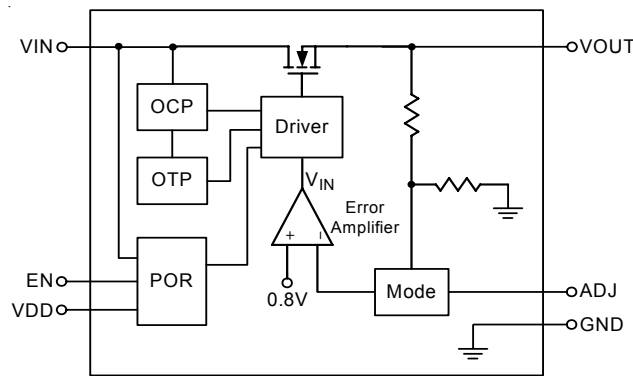 VIN
VOUT
OCP
Driver
OTP
VIN
Error
Amplifier
+ -
POR
EN
VDD
0.8V
Mode
ADJ
GND